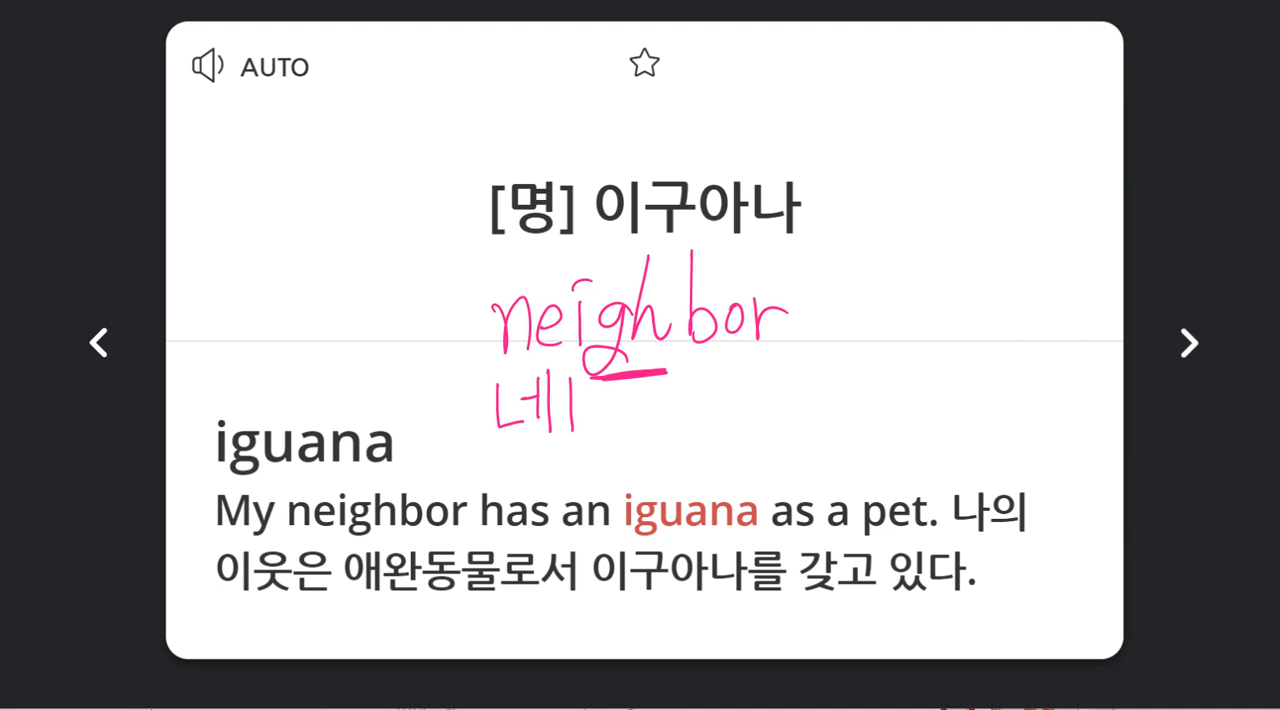 AUTO
[명] 이구아나
neighbor
네ㅣ
iguana
My neighbor has an iguana as a pet. 나의
이웃은 애완동물로서 이구아나를 갖고 있다.